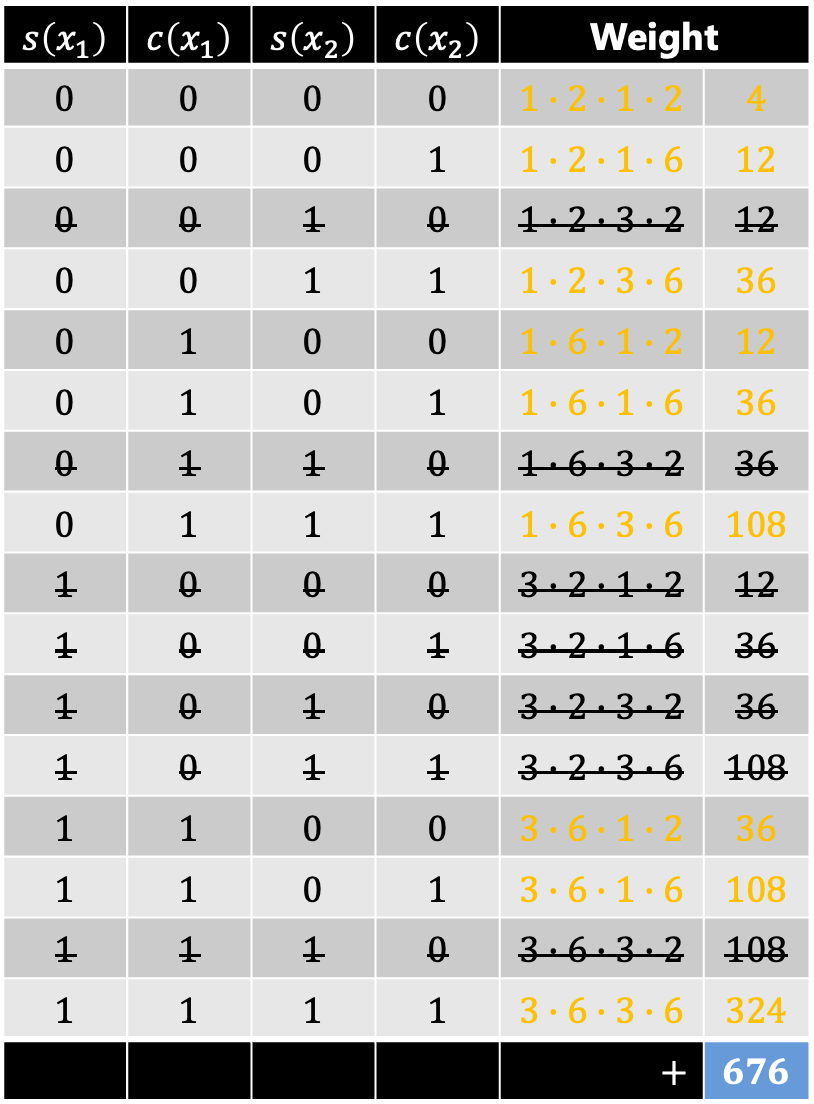 s(x₁) c(x₁) s(x₂) c(x₂) Weight
0 0 0 0 1 · 2 · 1 · 2 4
0 0 0 1 1 · 2 · 1 · 6 12
0 0 1 0 1 · 2 · 3 · 2 12
0 0 1 1 1 · 2 · 3 · 6 36
0 1 0 0 1 · 6 · 1 · 2 12
0 1 0 1 1 · 6 · 1 · 6 36
0 1 1 0 1 · 6 · 3 · 2 36
0 1 1 1 1 · 6 · 3 · 6 108
1 0 0 0 3 · 2 · 1 · 2 12
1 0 0 1 3 · 2 · 1 · 6 36
1 0 1 0 3 · 2 · 3 · 2 36
1 0 1 1 3 · 2 · 3 · 6 108
1 1 0 0 3 · 6 · 1 · 2 36
1 1 0 1 3 · 6 · 1 · 6 108
1 1 1 0 3 · 6 · 3 · 2 108
1 1 1 1 3 · 6 · 3 · 6 324
+ 676